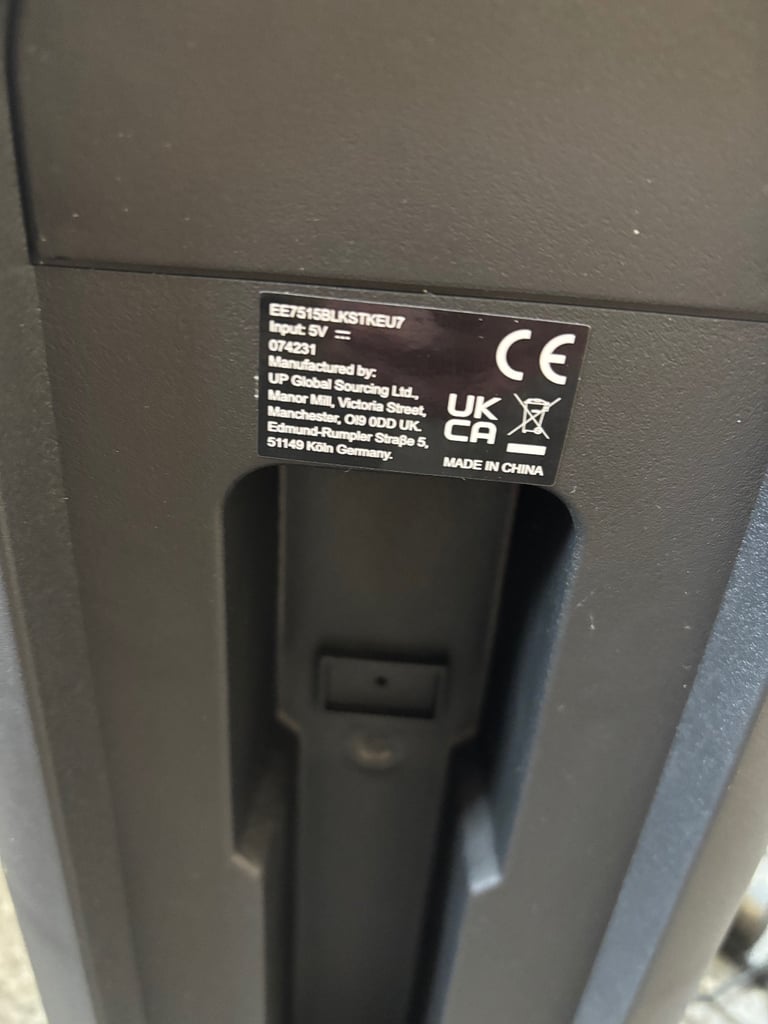 EE7515BLKSTKEU7
Input: 5V ⎓
074231
Manufactured by:
UP Global Sourcing Ltd.,
Manor Mill, Victoria Street,
Manchester, Ol9 0DD UK.
Edmund-Rumpler Straße 5,
51149 Köln Germany.
CE
UK
CA
MADE IN CHINA